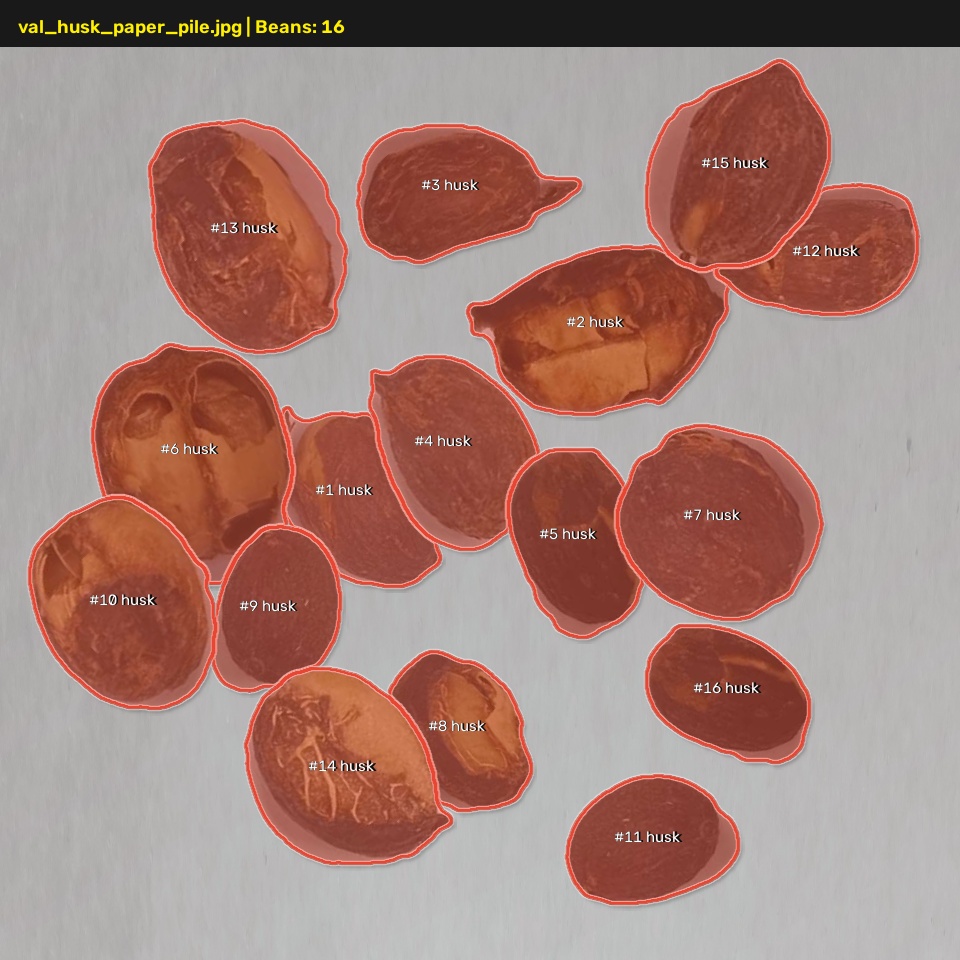 val_husk_paper_pile.jpg | Beans: 16
#15 husk
#3 husk
#13 husk
#12 husk
#2 husk
#4 husk
#6 husk
#1 husk
#7 husk
#5 husk
#10 husk
#9 husk
#16 husk
#8 husk
#14 husk
#11 husk